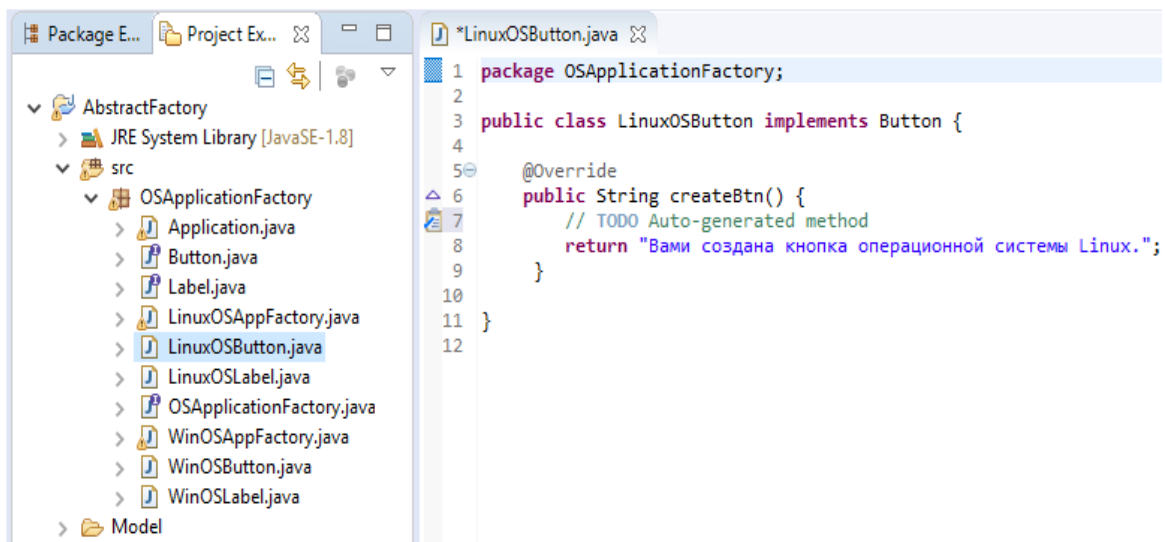 Package E... Project Ex...
AbstractFactory
JRE System Library [JavaSE-1.8]
src
OSApplicationFactory
Application.java
Button.java
Label.java
LinuxOSAppFactory.java
LinuxOSButton.java
LinuxOSLabel.java
OSApplicationFactory.java
WinOSAppFactory.java
WinOSButton.java
WinOSLabel.java
Model
*LinuxOSButton.java
1 package OSApplicationFactory;
2
3 public class LinuxOSButton implements Button {
4
5 @Override
6 public String createBtn() {
7 // TODO Auto-generated method
8 return "Вами создана кнопка операционной системы Linux.";
9 }
10
11 }
12